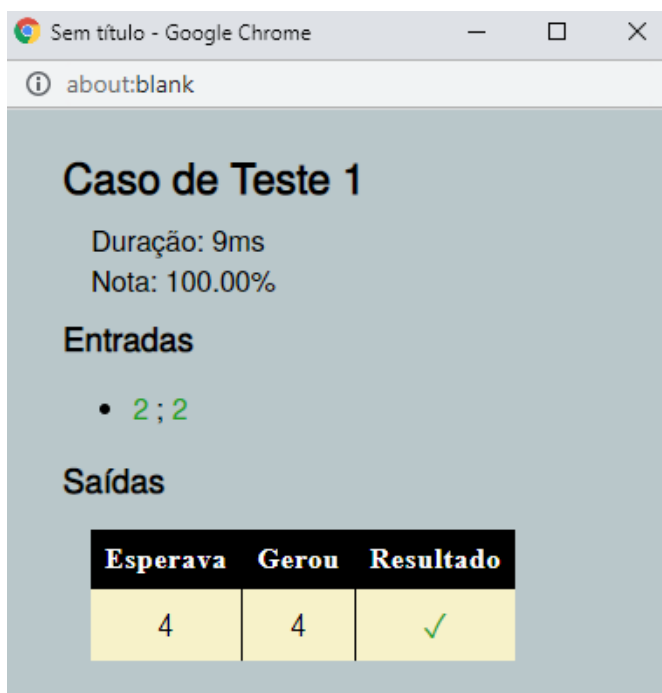 Sem título - Google Chrome
about:blank
Caso de Teste 1
Duração: 9ms
Nota: 100.00%
Entradas
• 2 ; 2
Saídas
Esperava Gerou Resultado
4 4 ✓